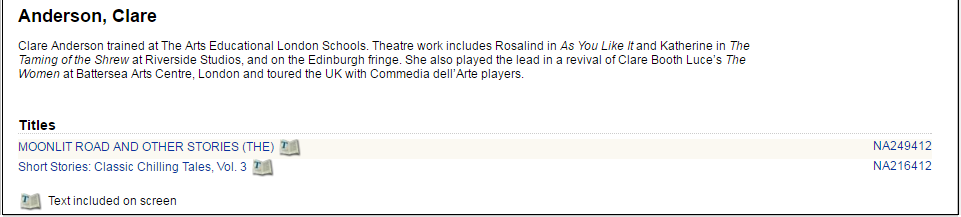 Anderson, Clare
Clare Anderson trained at The Arts Educational London Schools. Theatre work includes Rosalind in As You Like It and Katherine in The
Taming of the Shrew at Riverside Studios, and on the Edinburgh fringe. She also played the lead in a revival of Clare Booth Luce's The
Women at Battersea Arts Centre, London and toured the UK with Commedia dell'Arte players.
Titles
MOONLIT ROAD AND OTHER STORIES (THE) T NA249412
Short Stories: Classic Chilling Tales, Vol. 3 T NA216412
T Text included on screen